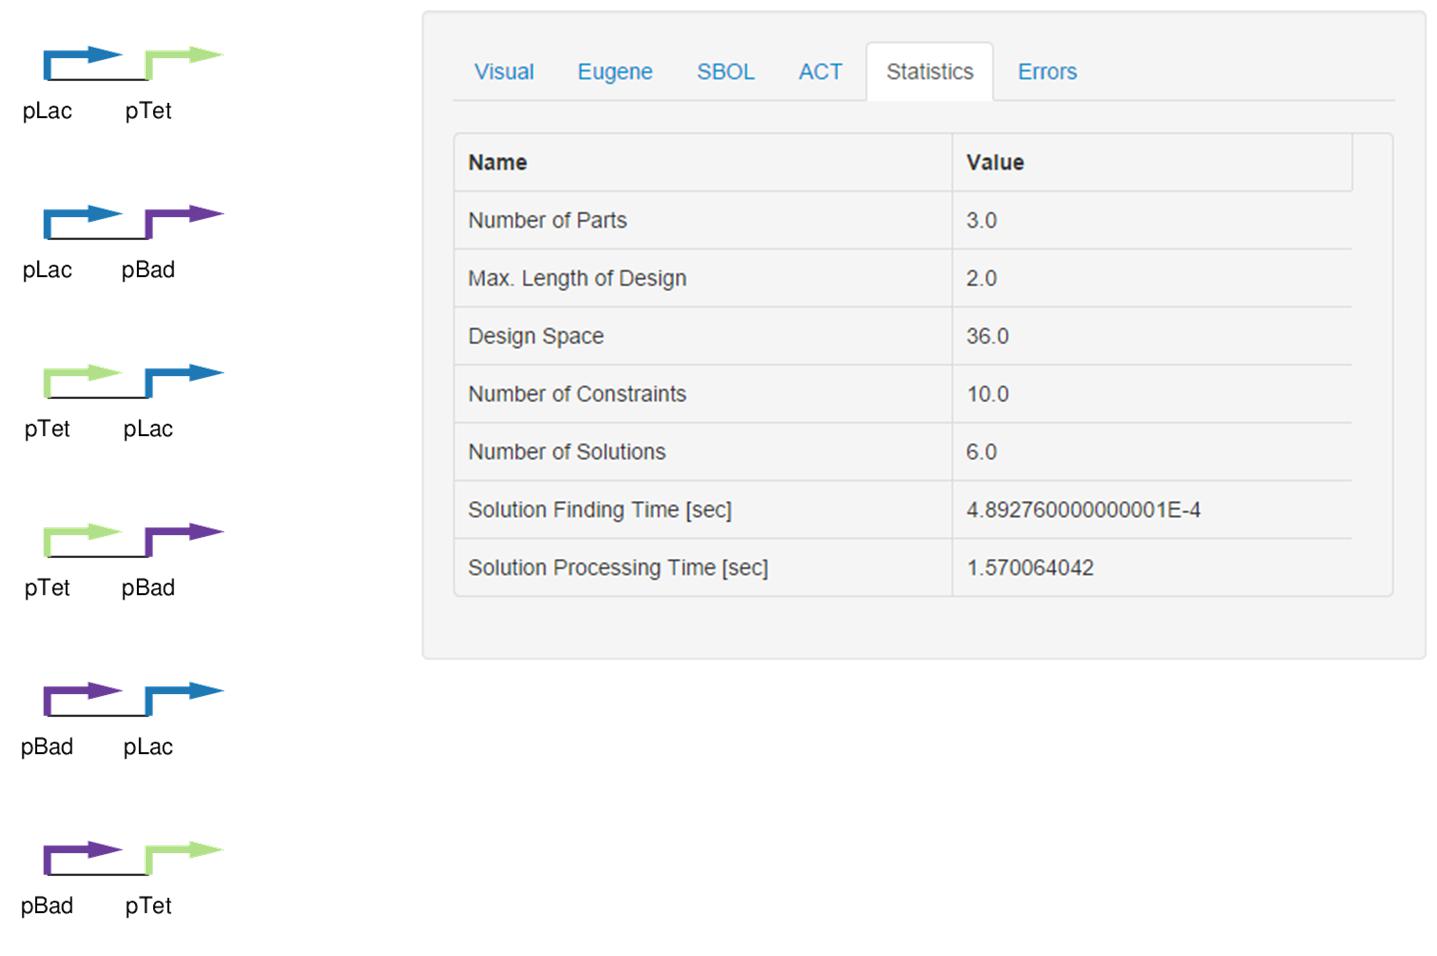 pLac pTet
pLac pBad
pTet pLac
pTet pBad
pBad pLac
pBad pTet
Visual Eugene SBOL ACT Statistics Errors
Name Value
Number of Parts 3.0
Max. Length of Design 2.0
Design Space 36.0
Number of Constraints 10.0
Number of Solutions 6.0
Solution Finding Time [sec] 4.892760000000001E-4
Solution Processing Time [sec] 1.570064042